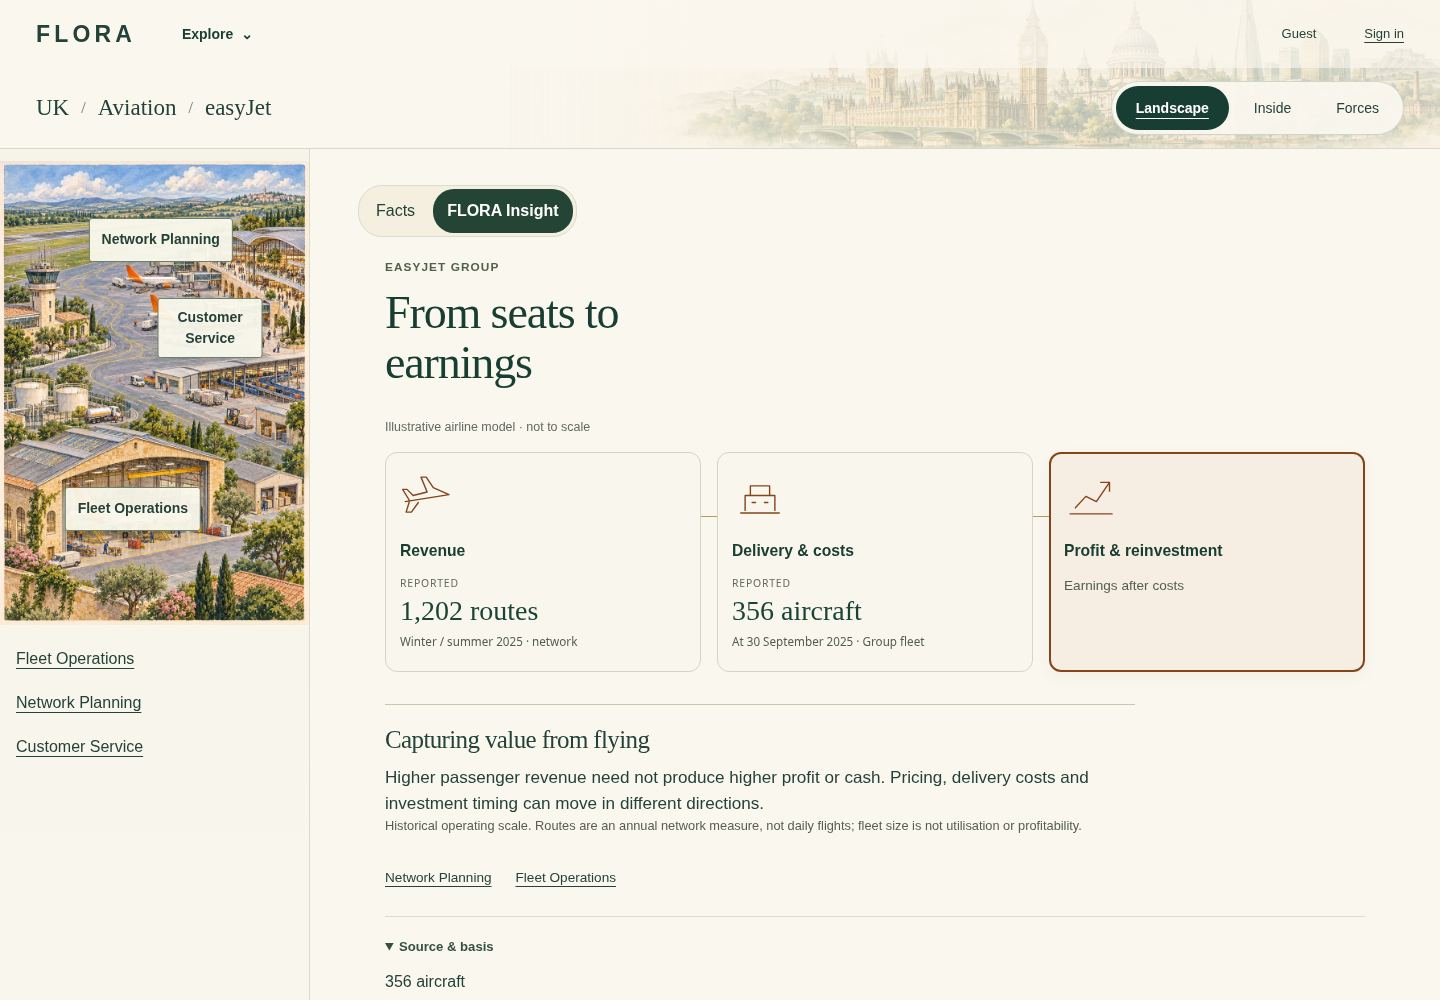 FLORA
Explore
Guest
Sign in
UK / Aviation / easyJet
Landscape
Inside
Forces
Network Planning
Customer
Service
Fleet Operations
Fleet Operations
Network Planning
Customer Service
Facts
FLORA Insight
EASYJET GROUP
From seats to
earnings
Illustrative airline model · not to scale
Revenue
REPORTED
1,202 routes
Winter / summer 2025 · network
Delivery & costs
REPORTED
356 aircraft
At 30 September 2025 · Group fleet
Profit & reinvestment
Earnings after costs
Capturing value from flying
Higher passenger revenue need not produce higher profit or cash. Pricing, delivery costs and
investment timing can move in different directions.
Historical operating scale. Routes are an annual network measure, not daily flights; fleet size is not utilisation or profitability.
Network Planning
Fleet Operations
Source & basis
356 aircraft